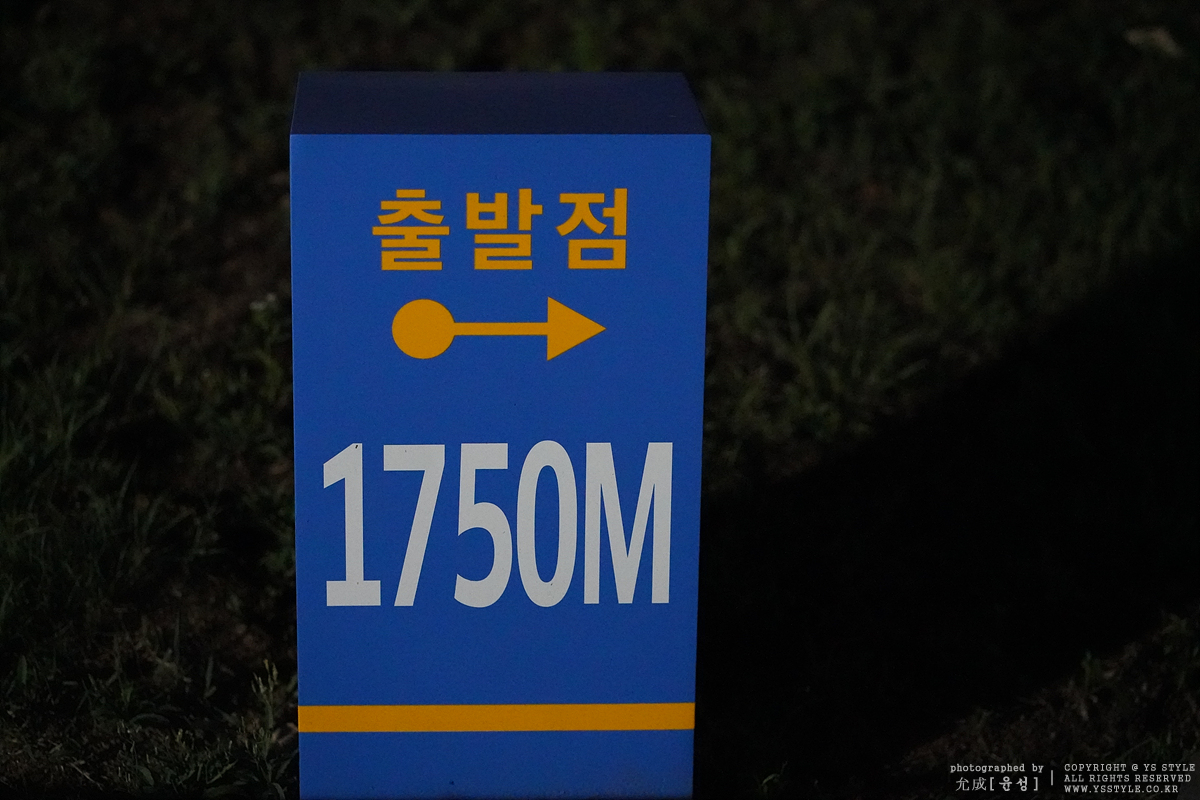 출발점
1750M
photographed by
允成[윤성]
COPYRIGHT @ YS STYLE
ALL RIGHTS RESERVED
WWW.YSSTYLE.CO.KR